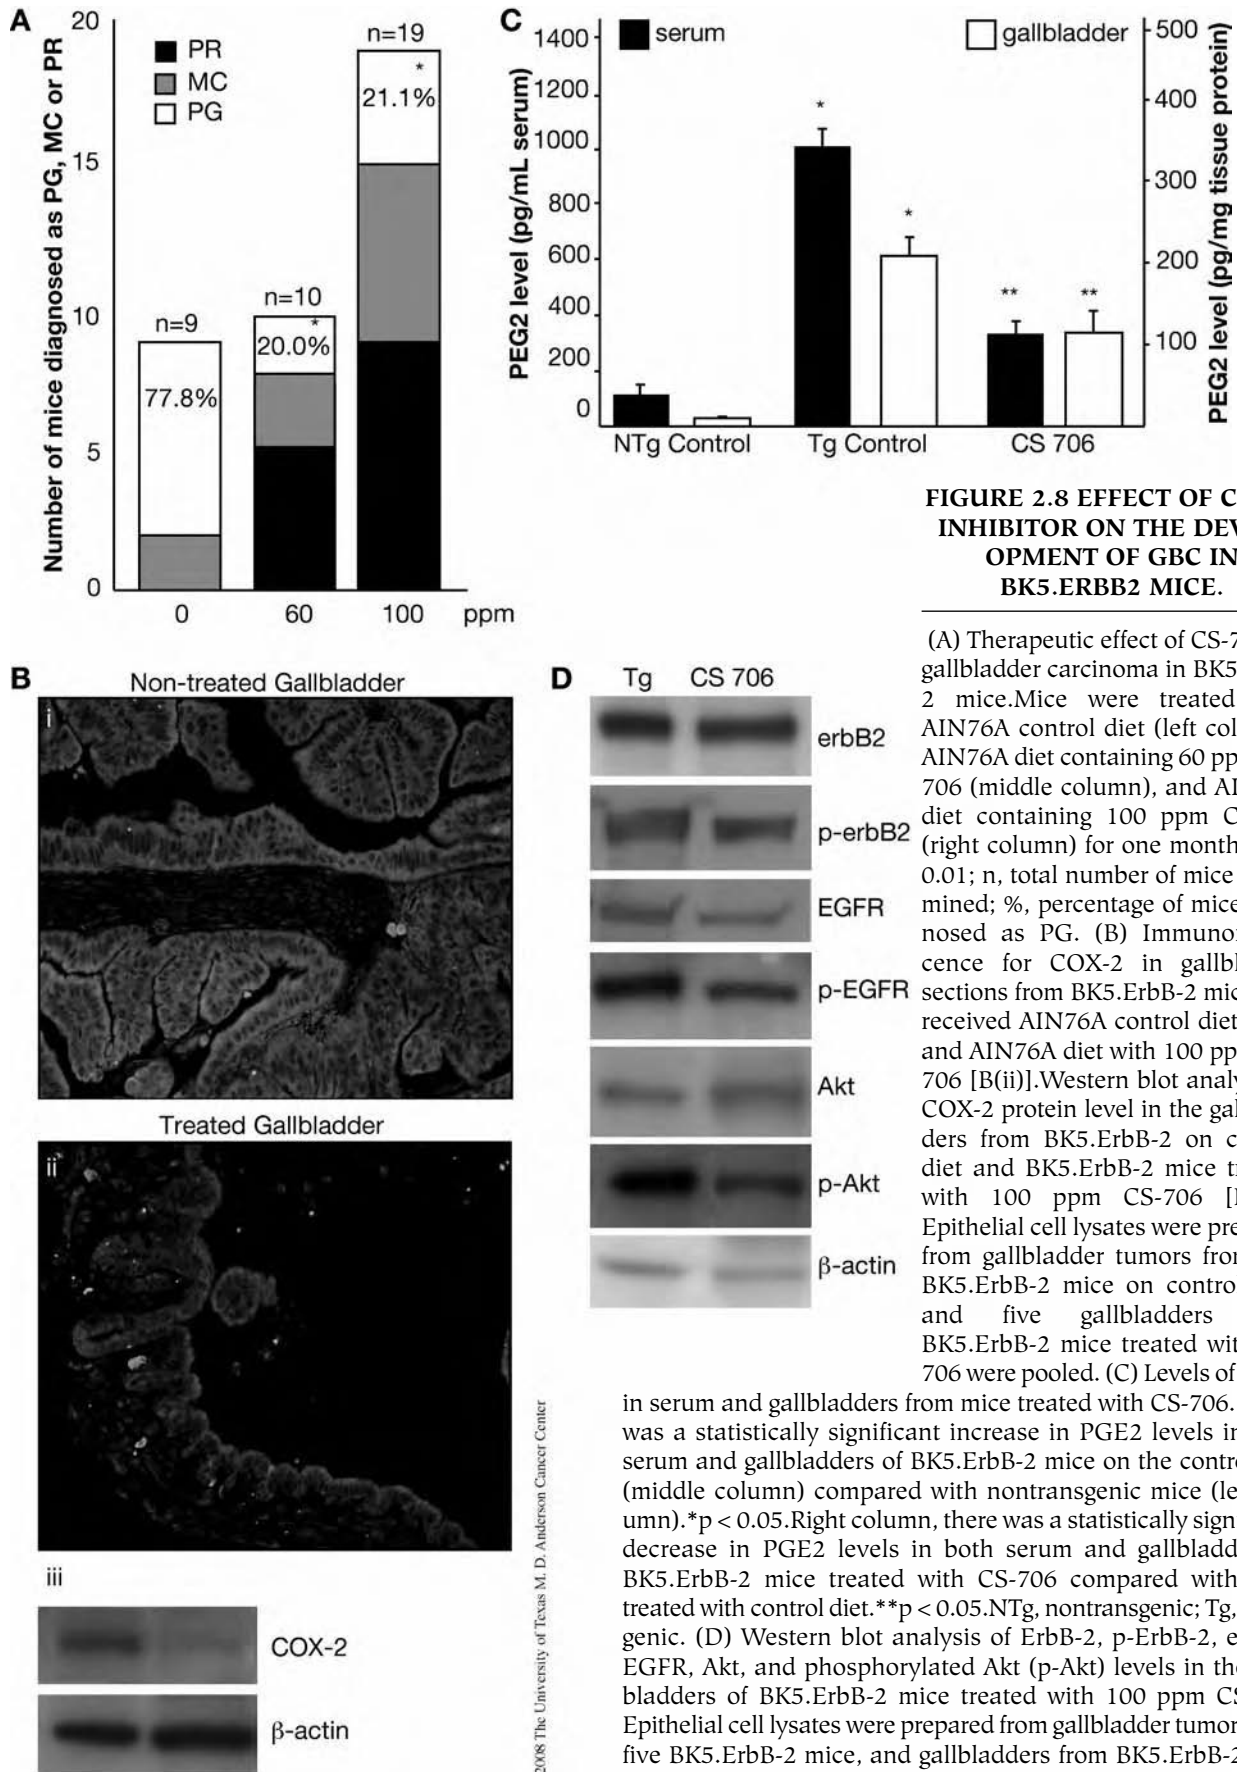 A
Number of mice diagnosed as PG, MC or PR
20
15
10
5
0
PR
MC
PG
n=9
77.8%
n=10
*
20.0%
n=19
*
21.1%
0 60 100 ppm
C
PEG2 level (pg/mL serum)
1400
1200
1000
800
600
400
200
0
serum
gallbladder
*
*
**
**
500
400
300
200
100
PEG2 level (pg/mg tissue protein)
NTg Control Tg Control CS 706
B
Non-treated Gallbladder
i
Treated Gallbladder
ii
iii
COX-2
β-actin
D
Tg CS 706
erbB2
p-erbB2
EGFR
p-EGFR
Akt
p-Akt
β-actin
2008 The University of Texas M. D. Anderson Cancer Center
FIGURE 2.8 EFFECT OF C
INHIBITOR ON THE DEV
OPMENT OF GBC IN
BK5.ERBB2 MICE.
(A) Therapeutic effect of CS-7
gallbladder carcinoma in BK5
2 mice.Mice were treated
AIN76A control diet (left col
AIN76A diet containing 60 pp
706 (middle column), and AI
diet containing 100 ppm C
(right column) for one month
0.01; n, total number of mice
mined; %, percentage of mice
nosed as PG. (B) Immunor
cence for COX-2 in gallbl
sections from BK5.ErbB-2 mic
received AIN76A control diet
and AIN76A diet with 100 pp
706 [B(ii)].Western blot analy
COX-2 protein level in the gal
ders from BK5.ErbB-2 on c
diet and BK5.ErbB-2 mice tr
with 100 ppm CS-706 [
Epithelial cell lysates were pre
from gallbladder tumors from
BK5.ErbB-2 mice on control
and five gallbladders
BK5.ErbB-2 mice treated wit
706 were pooled. (C) Levels of
in serum and gallbladders from mice treated with CS-706.
was a statistically significant increase in PGE2 levels in
serum and gallbladders of BK5.ErbB-2 mice on the contro
(middle column) compared with nontransgenic mice (le
umn).*p < 0.05.Right column, there was a statistically sign
decrease in PGE2 levels in both serum and gallbladd
BK5.ErbB-2 mice treated with CS-706 compared with
treated with control diet.**p < 0.05.NTg, nontransgenic; Tg,
genic. (D) Western blot analysis of ErbB-2, p-ErbB-2, e
EGFR, Akt, and phosphorylated Akt (p-Akt) levels in the
bladders of BK5.ErbB-2 mice treated with 100 ppm CS
Epithelial cell lysates were prepared from gallbladder tumor
five BK5.ErbB-2 mice, and gallbladders from BK5.ErbB-2